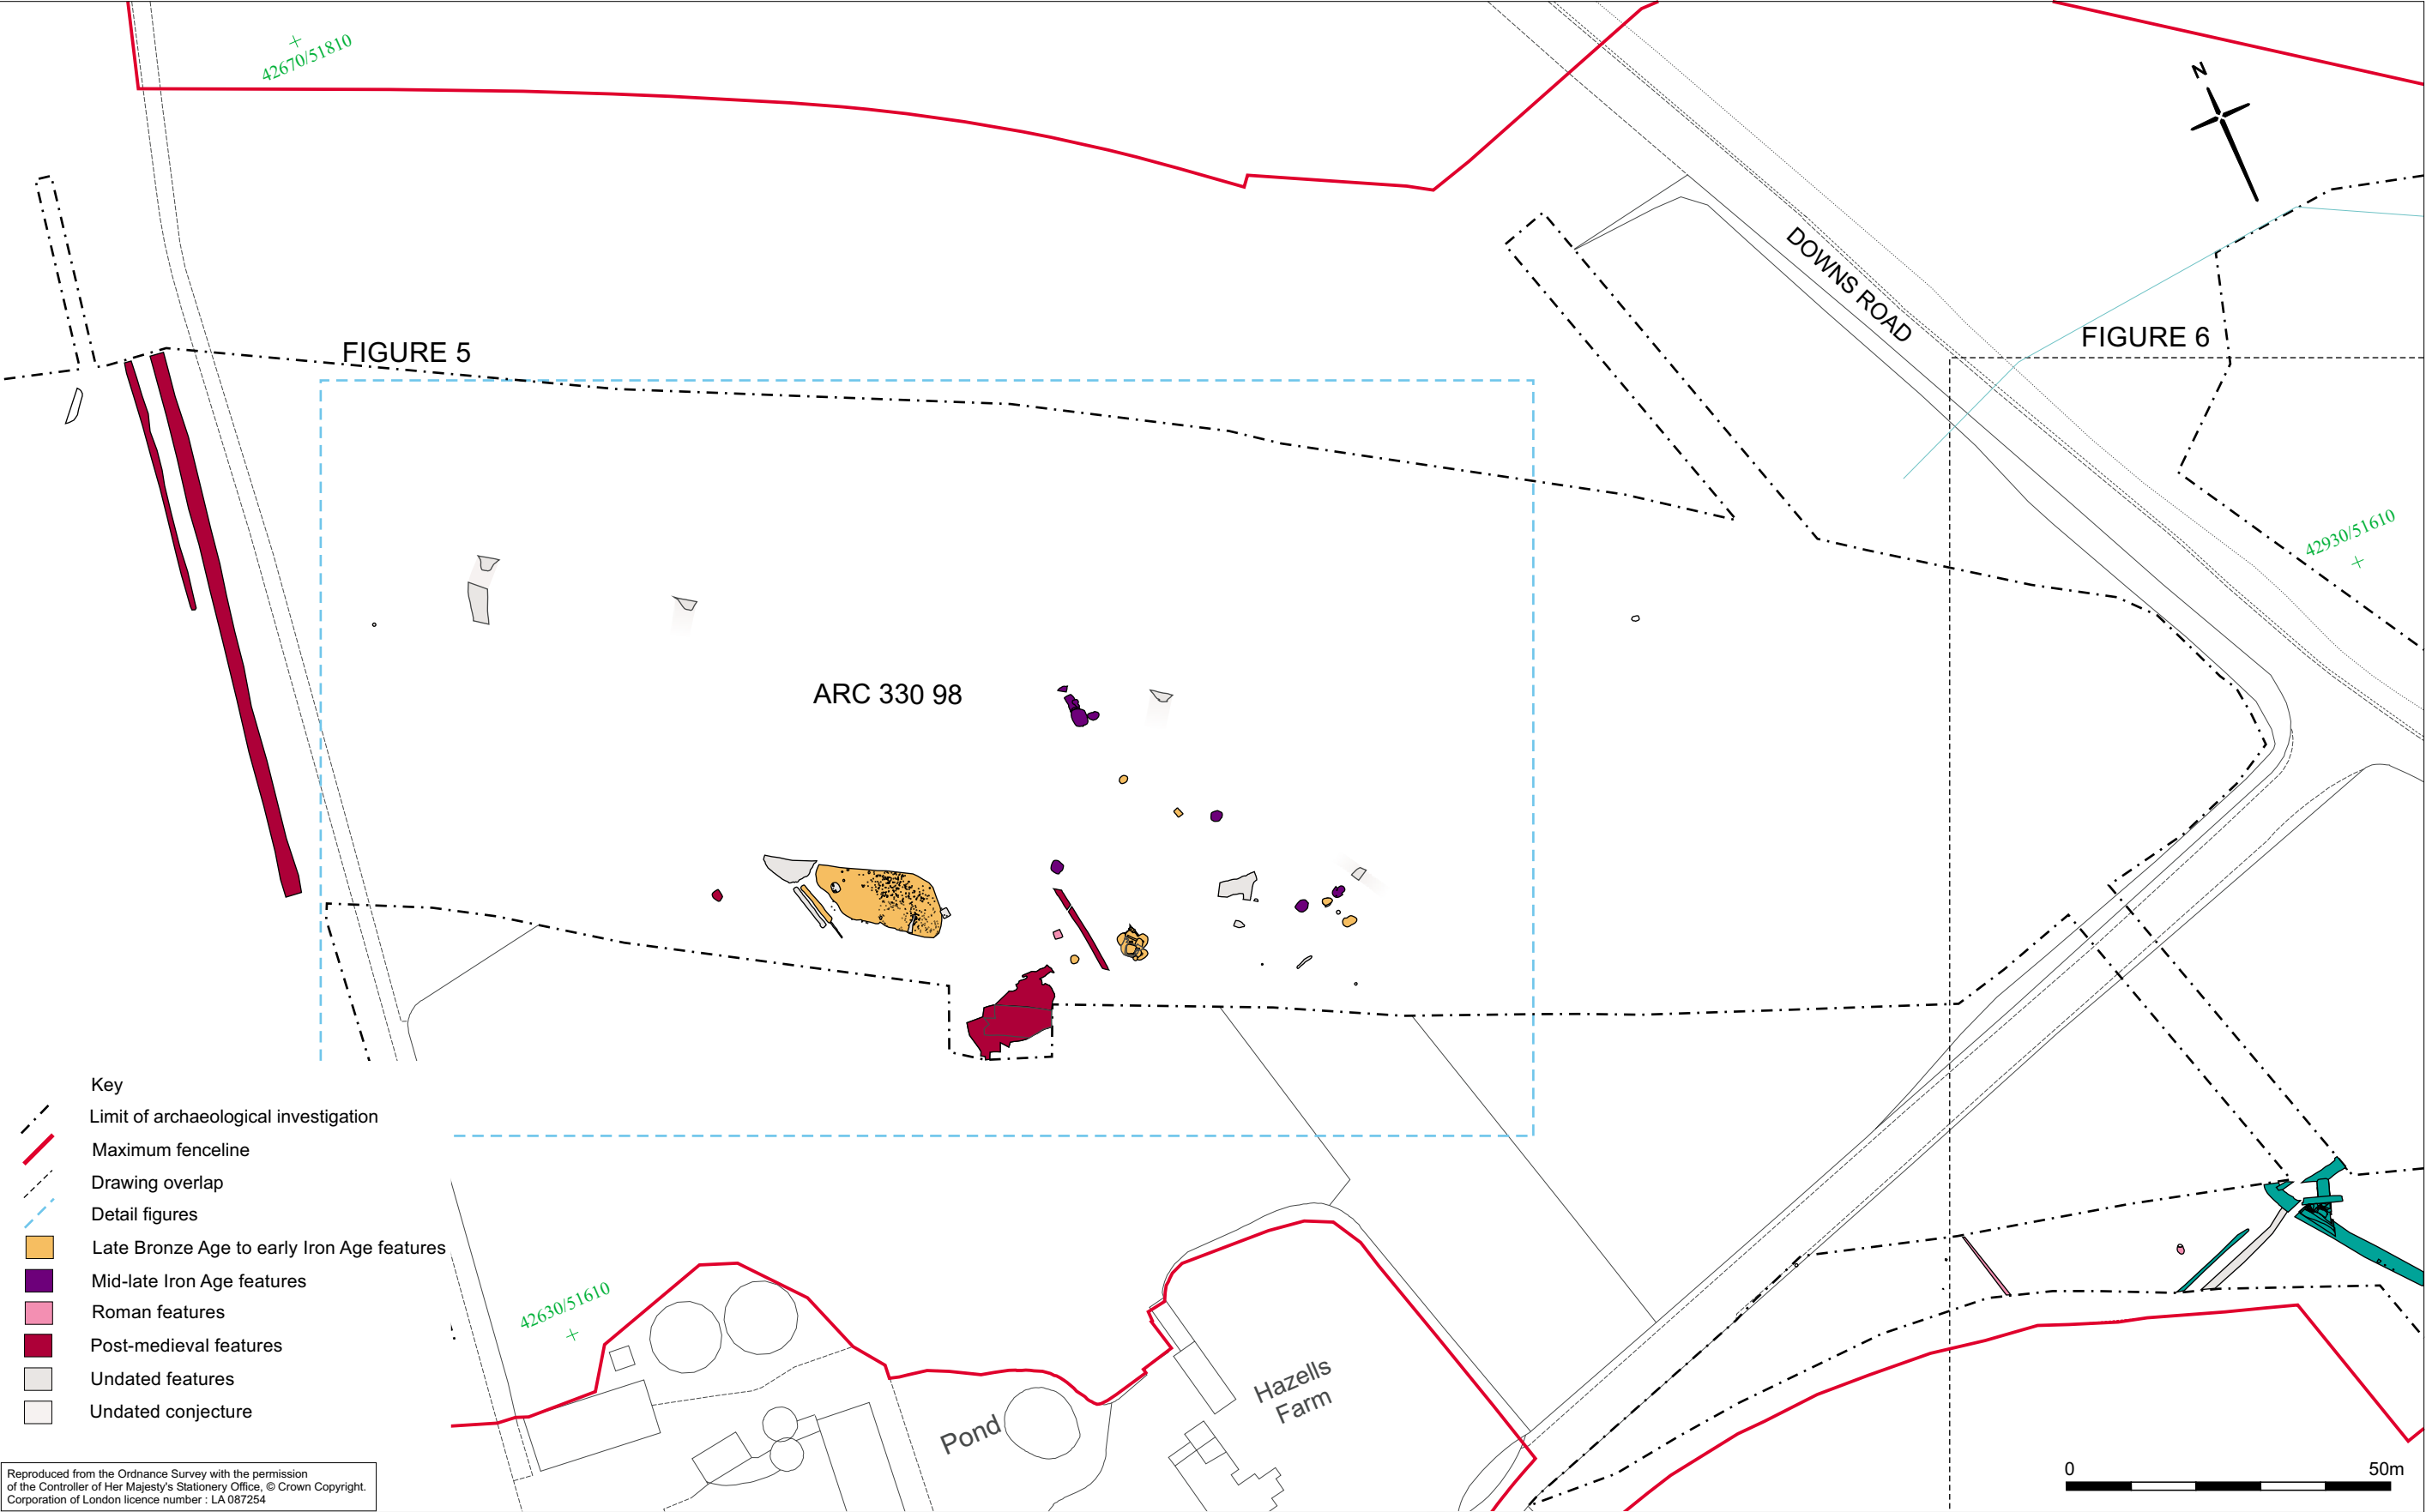 42670/51810
N
DOWNS ROAD
FIGURE 5
FIGURE 6
42930/51610
ARC 330 98
Key
Limit of archaeological investigation
Maximum fenceline
Drawing overlap
Detail figures
Late Bronze Age to early Iron Age features
Mid-late Iron Age features
Roman features
Post-medieval features
Undated features
Undated conjecture
42630/51610
Pond
Hazells
Farm
0
50m
Reproduced from the Ordnance Survey with the permission
of the Controller of Her Majesty's Stationery Office, © Crown Copyright.
Corporation of London licence number : LA 087254